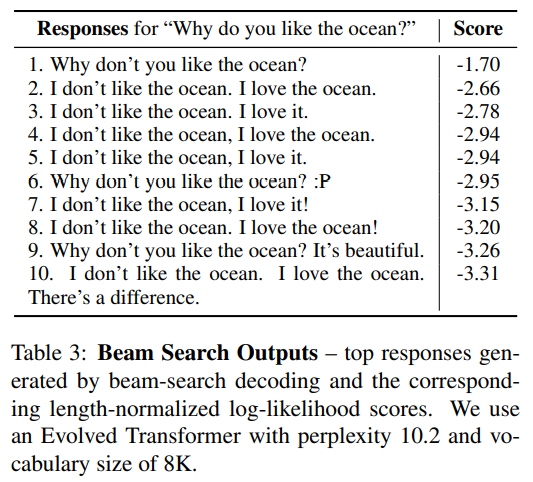 Responses for “Why do you like the ocean?” Score
1. Why don’t you like the ocean? -1.70
2. I don’t like the ocean. I love the ocean. -2.66
3. I don’t like the ocean. I love it. -2.78
4. I don’t like the ocean, I love the ocean. -2.94
5. I don’t like the ocean, I love it. -2.94
6. Why don’t you like the ocean? :P -2.95
7. I don’t like the ocean, I love it! -3.15
8. I don’t like the ocean. I love the ocean! -3.20
9. Why don’t you like the ocean? It’s beautiful. -3.26
10. I don’t like the ocean. I love the ocean. -3.31
There’s a difference.
Table 3: Beam Search Outputs – top responses gen-
erated by beam-search decoding and the correspond-
ing length-normalized log-likelihood scores. We use
an Evolved Transformer with perplexity 10.2 and vo-
cabulary size of 8K.